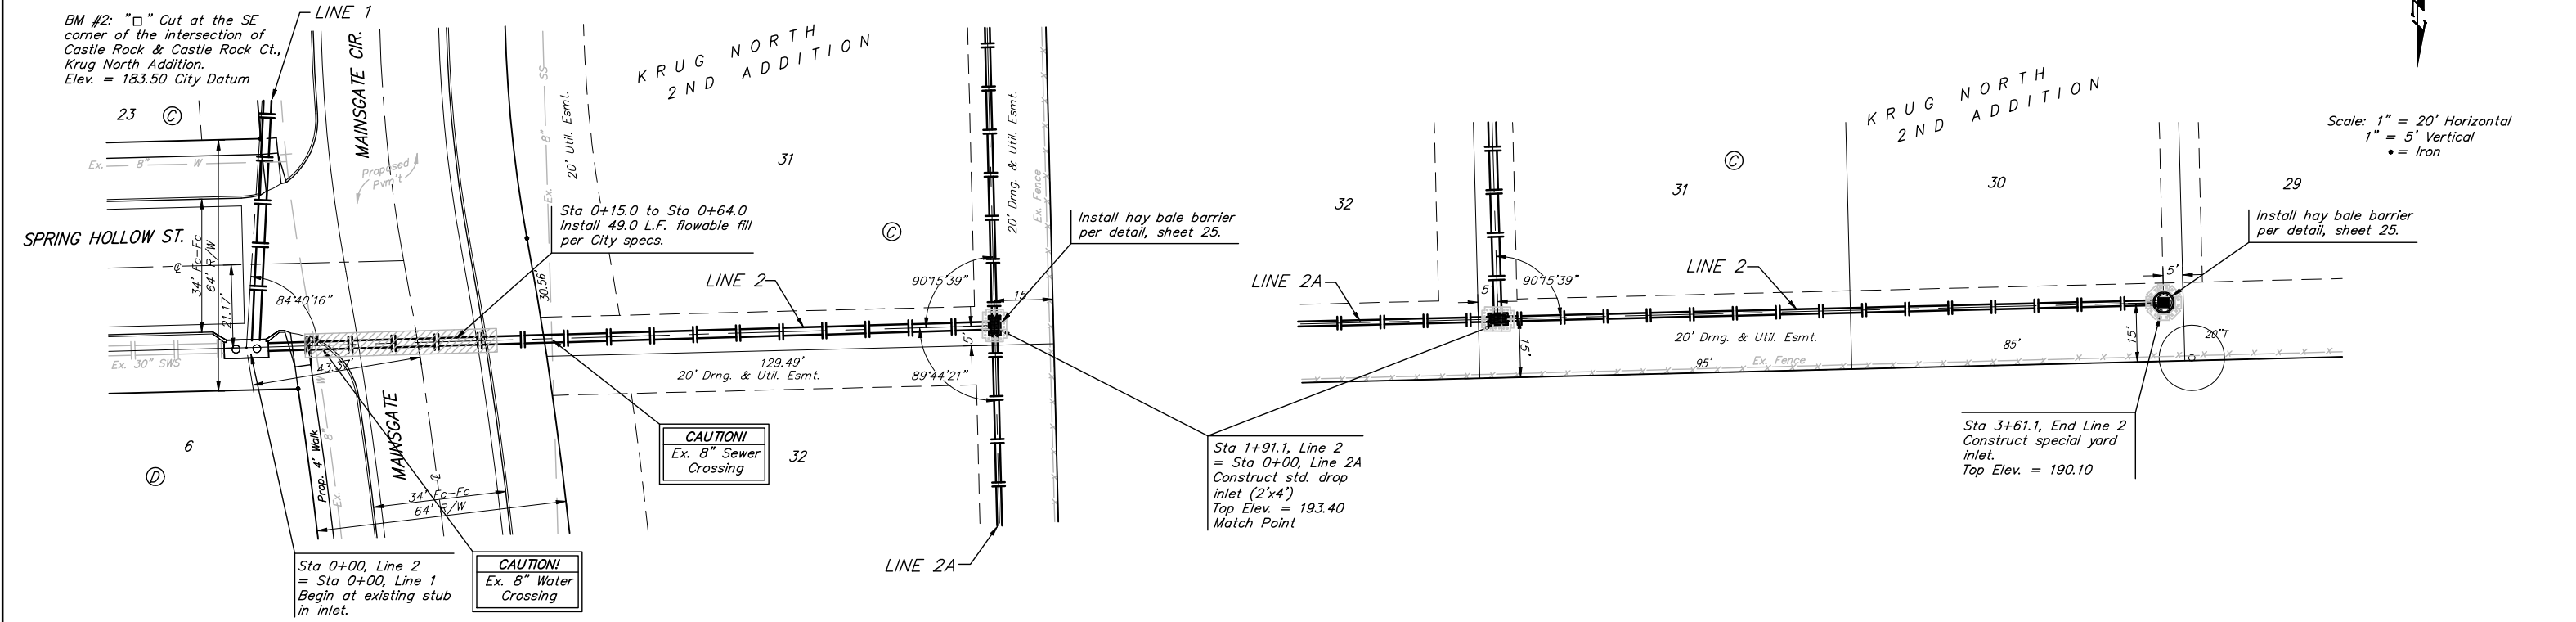 BM #2: "□" Cut at the SE
corner of the intersection of
Castle Rock & Castle Rock Ct.,
Krug North Addition.
Elev. = 183.50 City Datum
LINE 1
23
C
Ex. 8" W
SPRING HOLLOW ST.
34' Fc-Fc
64' R/W
21.17'
℄
84°40'16"
MAINSGATE CIR.
Proposed
Pvm't
Ex. 8" SS
20' Util. Esmt.
KRUG NORTH
2ND ADDITION
31
C
Sta 0+15.0 to Sta 0+64.0
Install 49.0 L.F. flowable fill
per City specs.
30.56'
LINE 2
90°15'39"
20' Drng. & Util. Esmt.
Ex. Fence
15'
5'
Install hay bale barrier
per detail, sheet 25.
Ex. 30" SWS
43.37'
129.49'
20' Drng. & Util. Esmt.
89°44'21"
6
D
Prop. 4' Walk
Ex. 8" W
MAINSGATE
℄
34' Fc-Fc
64' R/W
CAUTION!
Ex. 8" Sewer
Crossing
32
Sta 0+00, Line 2
= Sta 0+00, Line 1
Begin at existing stub
in inlet.
CAUTION!
Ex. 8" Water
Crossing
LINE 2A
Sta 1+91.1, Line 2
= Sta 0+00, Line 2A
Construct std. drop
inlet (2'x4')
Top Elev. = 193.40
Match Point
LINE 2A
32
5'
90°15'39"
31
C
LINE 2
KRUG NORTH
2ND ADDITION
30
29
N
Scale: 1" = 20' Horizontal
1" = 5' Vertical
• = Iron
Install hay bale barrier
per detail, sheet 25.
5'
15'
20' Drng. & Util. Esmt.
95'
Ex. Fence
85'
15'
20"T
Sta 3+61.1, End Line 2
Construct special yard
inlet.
Top Elev. = 190.10